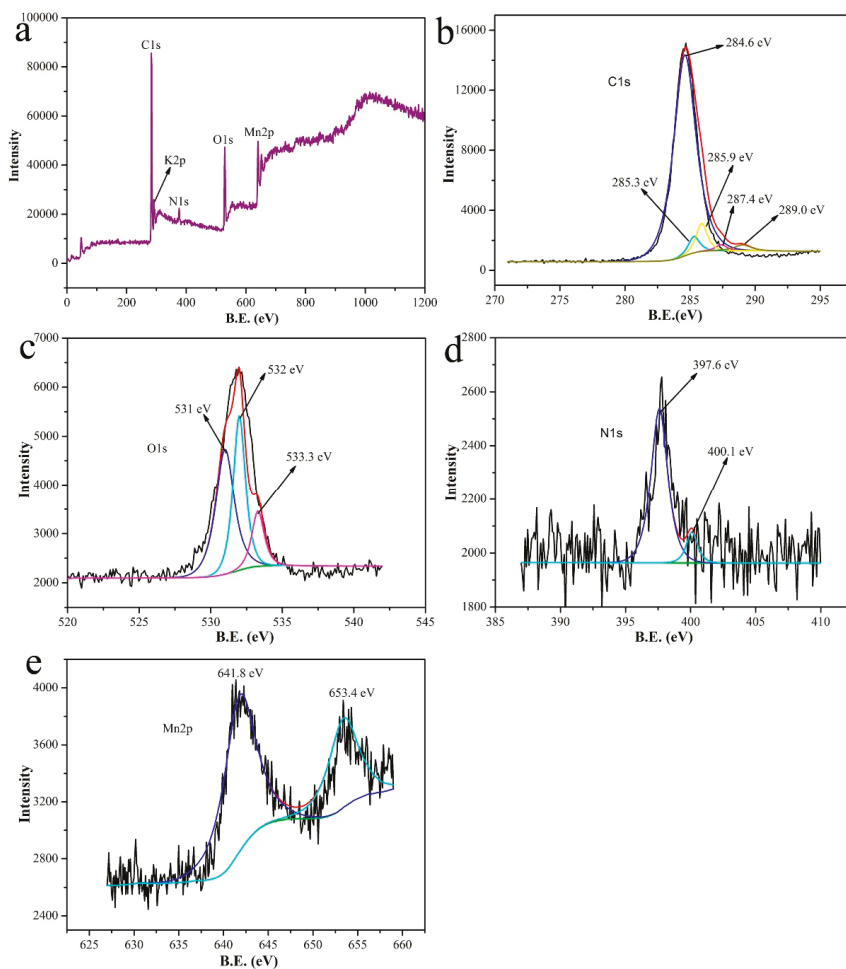 a
Intensity
100000
80000
60000
40000
20000
0
C1s
K2p
N1s
O1s
Mn2p
0
200
400
600
800
1000
1200
B.E. (eV)
b
Intensity
16000
12000
8000
4000
0
C1s
284.6 eV
285.9 eV
285.3 eV
287.4 eV
289.0 eV
270
275
280
285
290
295
B.E.(eV)
c
Intensity
7000
6000
5000
4000
3000
2000
O1s
531 eV
532 eV
533.3 eV
520
525
530
535
540
545
B.E. (eV)
d
Intensity
2800
2600
2400
2200
2000
1800
N1s
397.6 eV
400.1 eV
385
390
395
400
405
410
B.E. (eV)
e
Intensity
4000
3600
3200
2800
2400
Mn2p
641.8 eV
653.4 eV
625
630
635
640
645
650
655
660
B.E. (eV)